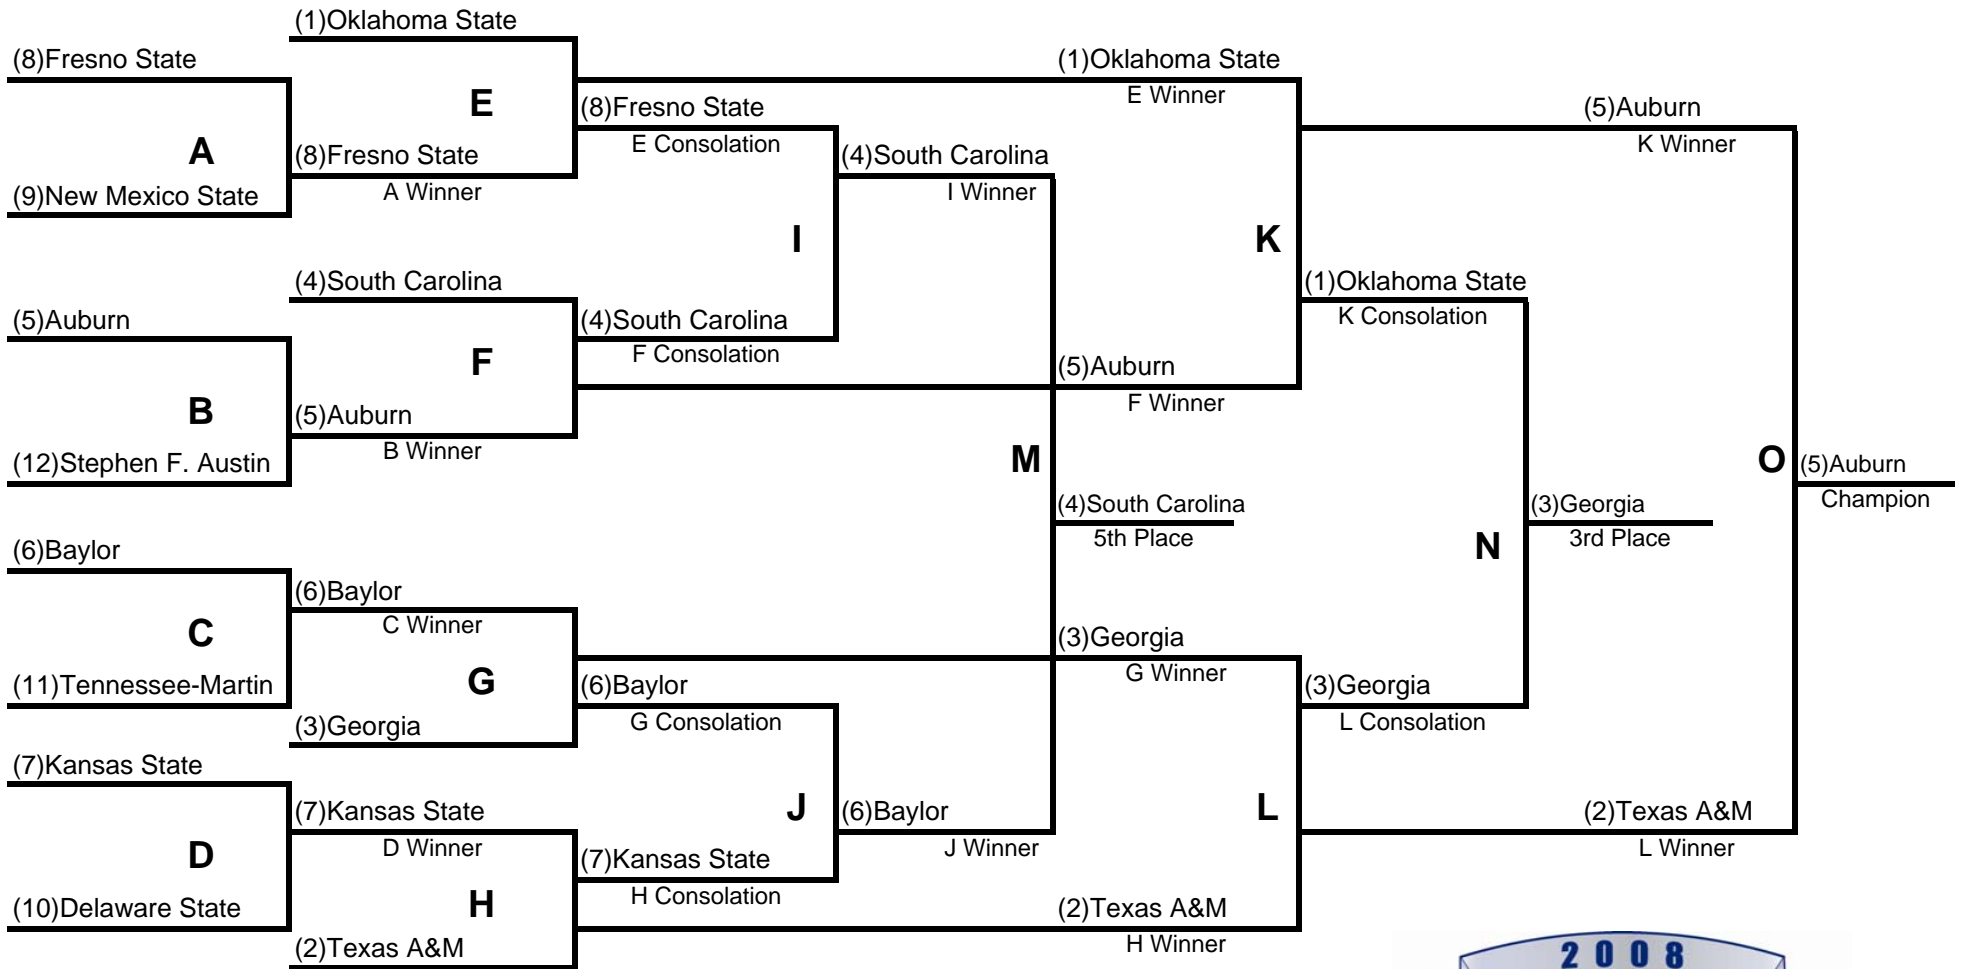 (1)Oklahoma State
(8)Fresno State
(1)Oklahoma State
E Winner
E
(8)Fresno State
E Consolation
(5)Auburn
K Winner
A
(8)Fresno State
A Winner
(4)South Carolina
I Winner
(9)New Mexico State
I
K
(4)South Carolina
(1)Oklahoma State
K Consolation
(5)Auburn
(4)South Carolina
F Consolation
F
(5)Auburn
F Winner
B
(5)Auburn
B Winner
(12)Stephen F. Austin
M
O
(5)Auburn
Champion
(4)South Carolina
5th Place
(3)Georgia
3rd Place
N
(6)Baylor
(6)Baylor
C Winner
C
(3)Georgia
G Winner
(11)Tennessee-Martin
G
(6)Baylor
G Consolation
(3)Georgia
L Consolation
(3)Georgia
(7)Kansas State
(7)Kansas State
D Winner
J
(6)Baylor
J Winner
L
(2)Texas A&M
L Winner
D
(7)Kansas State
H Consolation
(10)Delaware State
H
(2)Texas A&M
H Winner
(2)Texas A&M
2008